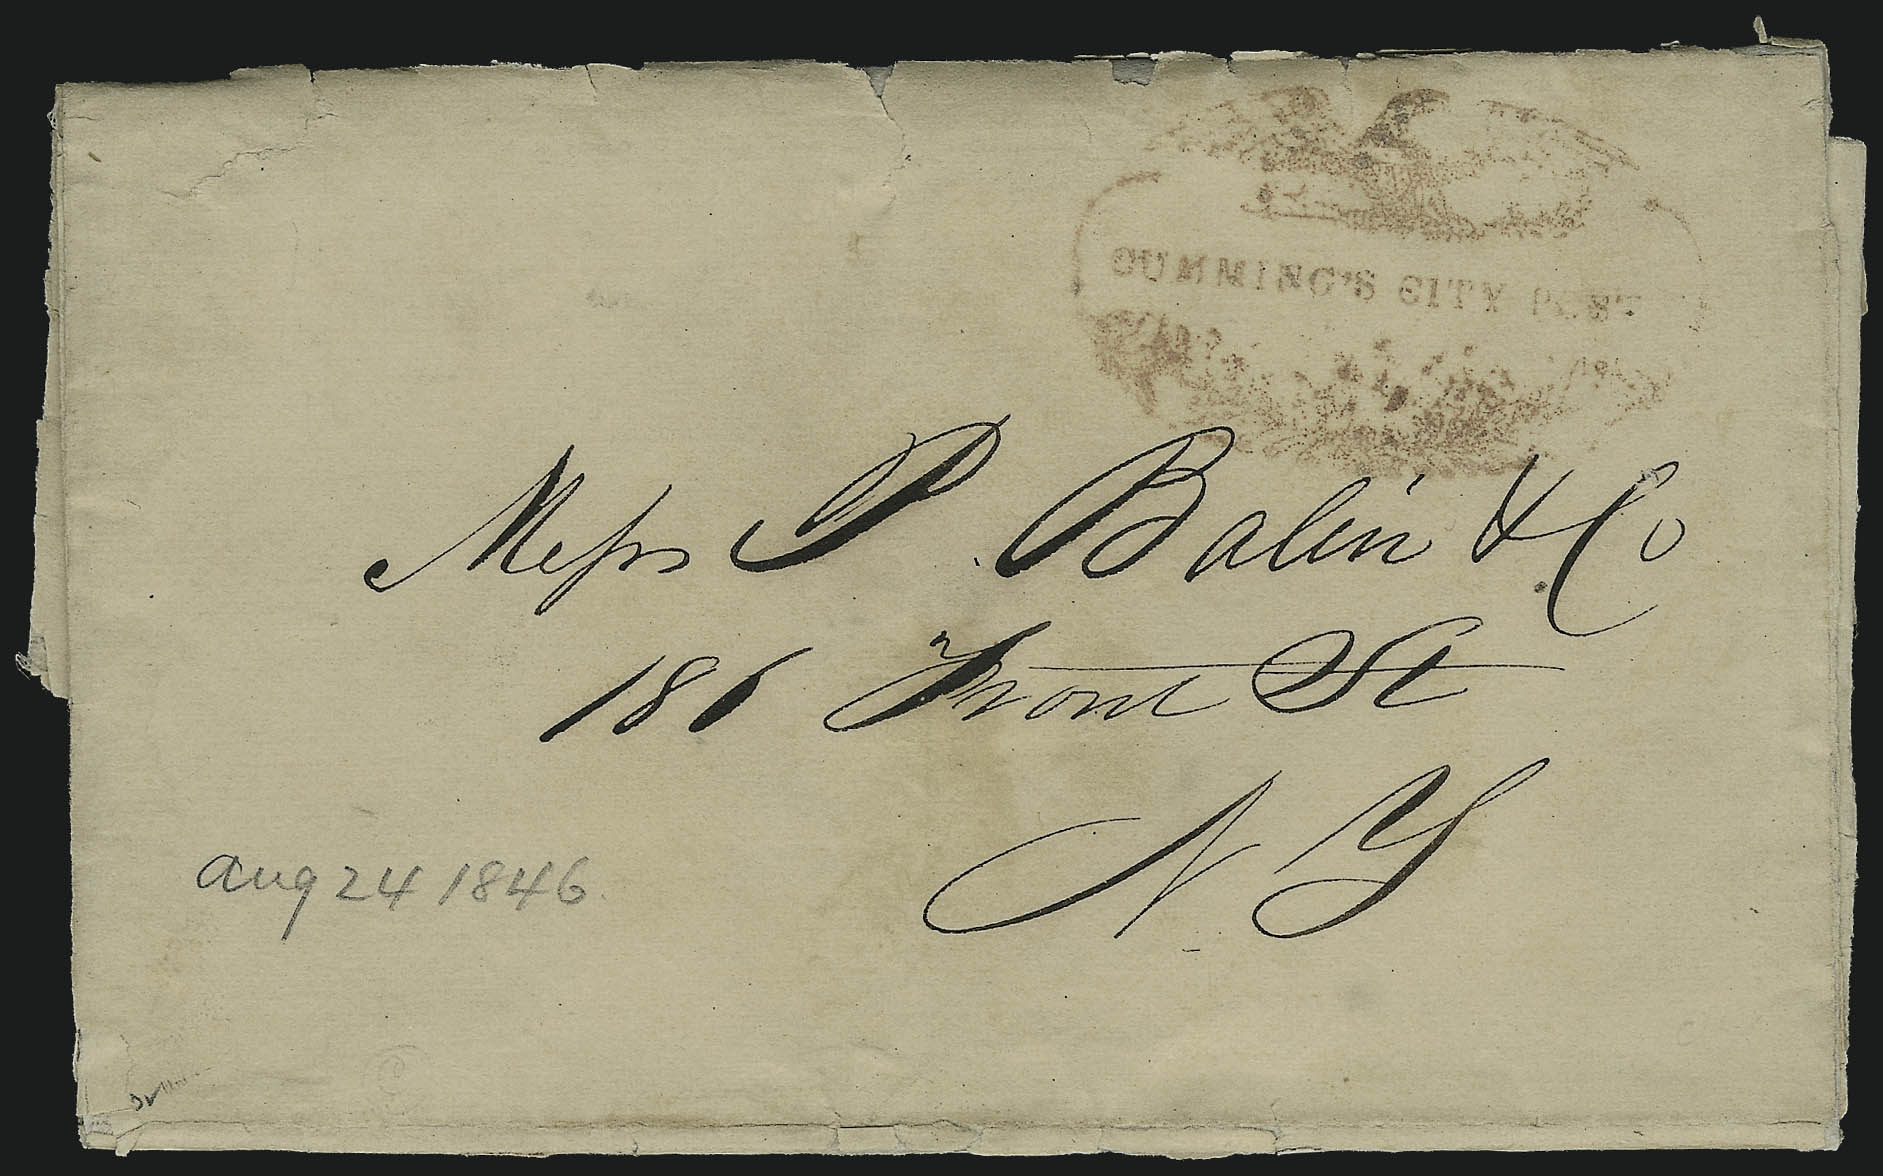 CUMMING'S CITY POST
Messrs P. Balin & Co
186 Front St
N. Y
Aug 24 1846.